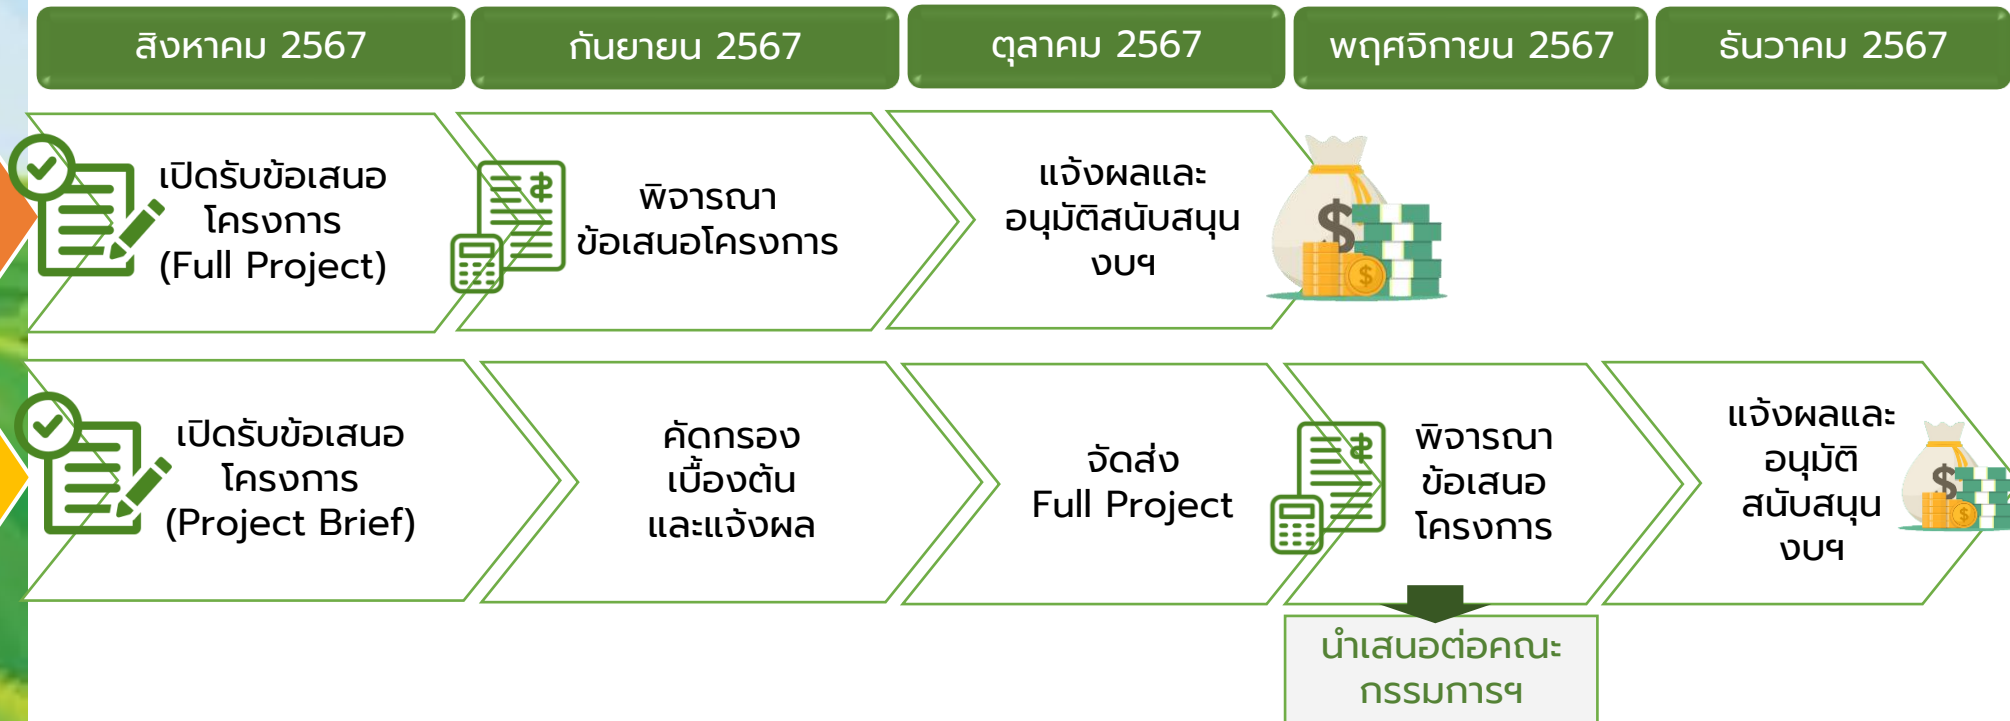 สิงหาคม 2567
กันยายน 2567
ตุลาคม 2567
พฤศจิกายน 2567
ธันวาคม 2567
เปิดรับข้อเสนอ
โครงการ
(Full Project)
พิจารณา
ข้อเสนอโครงการ
แจ้งผลและ
อนุมัติสนับสนุน
งบฯ
$
$
เปิดรับข้อเสนอ
โครงการ
(Project Brief)
คัดกรอง
เบื้องต้น
และแจ้งผล
จัดส่ง
Full Project
พิจารณา
ข้อเสนอ
โครงการ
แจ้งผลและ
อนุมัติ
สนับสนุน
งบฯ
$
$
นำเสนอต่อคณะ
กรรมการฯ